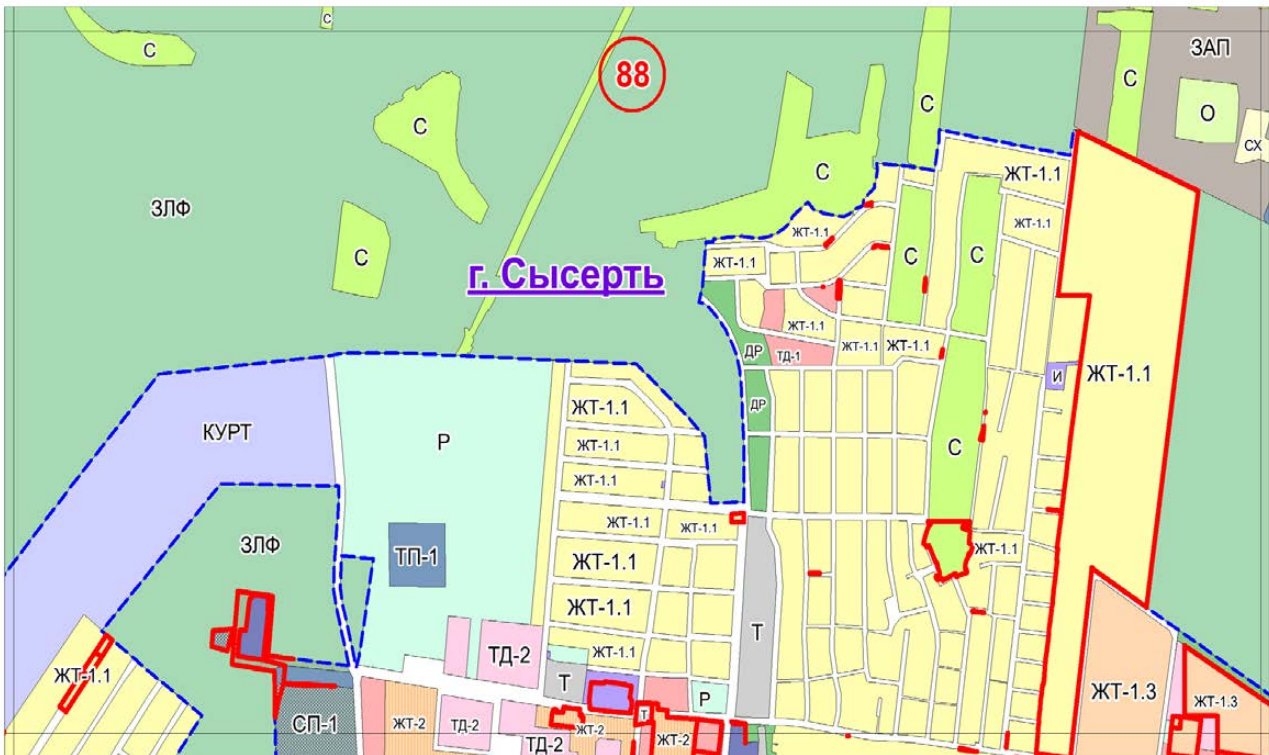 С
С
88
ЗАП
С
С
О
СХ
С
С
ЖТ-1.1
ЗЛФ
ЖТ-1.1
ЖТ-1.1
С
С
С
ЖТ-1.1
г. Сысерть
ЖТ-1.1
ДР
ТД-1
ЖТ-1.1
ЖТ-1.1
И
ЖТ-1.1
ДР
ЖТ-1.1
КУРТ
Р
ЖТ-1.1
С
ЖТ-1.1
ЖТ-1.1
ЖТ-1.1
ЗЛФ
ТП-1
ЖТ-1.1
ЖТ-1.1
ЖТ-1.1
Т
ЖТ-1.1
ТД-2
ЖТ-1.1
Т
Р
ЖТ-1.3
ЖТ-1.3
СП-1
ЖТ-2
ТД-2
Т
ЖТ-2
ЖТ-2
ТД-2